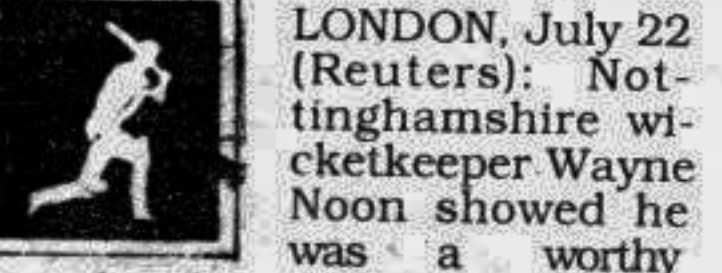 LONDON, July 22
(Reuters): Not-
tinghamshire wi-
cketkeeper Wayne
Noon showed he
was a worthy